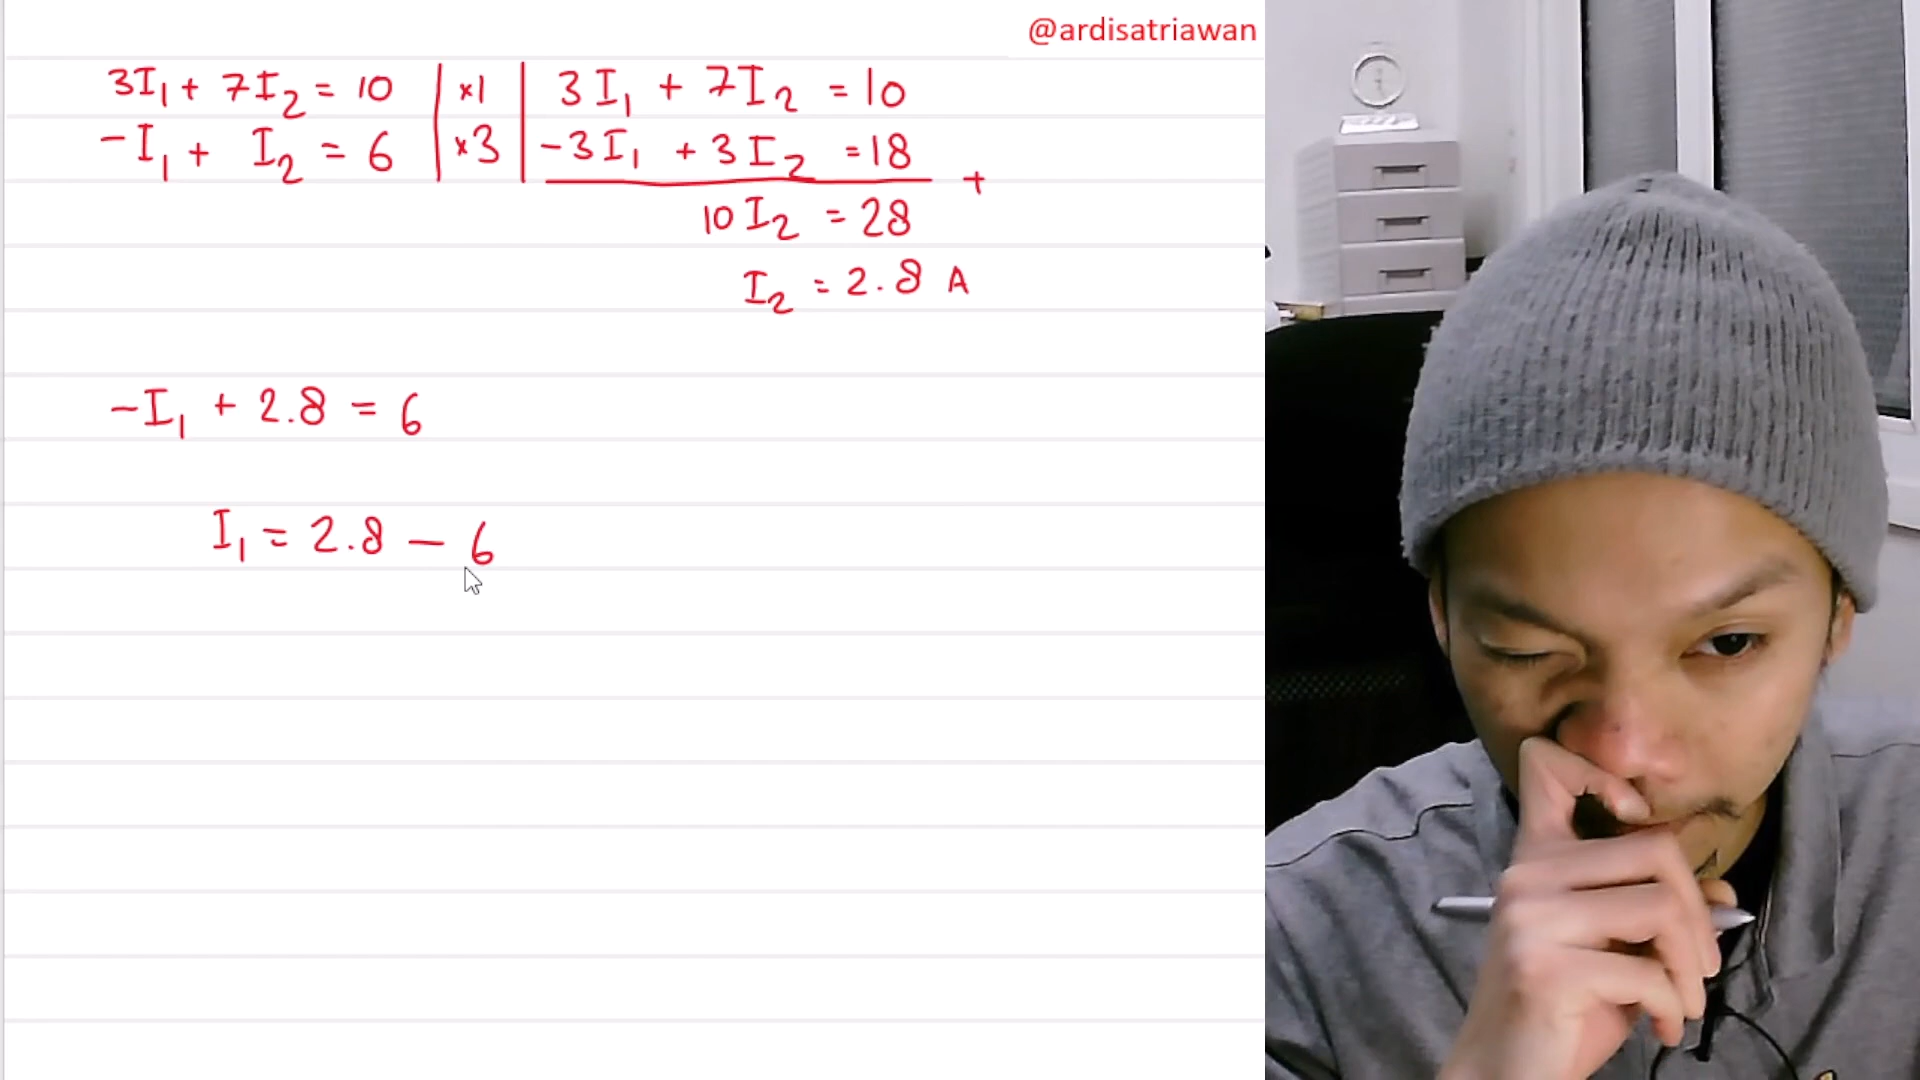 @ardisatriawan
3I₁ + 7I₂ = 10 | ×1 | 3I₁ + 7I₂ = 10
-I₁ + I₂ = 6 | ×3 | -3I₁ + 3I₂ = 18
+
10I₂ = 28
I₂ = 2.8 A
-I₁ + 2.8 = 6
I₁ = 2.8 - 6